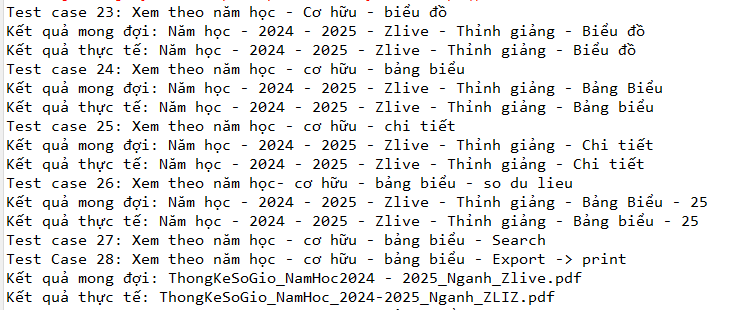 Test case 23: Xem theo năm học - Cơ hữu - biểu đồ
Kết quả mong đợi: Năm học - 2024 - 2025 - Zlive - Thỉnh giảng - Biểu đồ
Kết quả thực tế: Năm học - 2024 - 2025 - Zlive - Thỉnh giảng - Biểu đồ
Test case 24: Xem theo năm học - cơ hữu - bảng biểu
Kết quả mong đợi: Năm học - 2024 - 2025 - Zlive - Thỉnh giảng - Bảng Biểu
Kết quả thực tế: Năm học - 2024 - 2025 - Zlive - Thỉnh giảng - Bảng biểu
Test case 25: Xem theo năm học - cơ hữu - chi tiết
Kết quả mong đợi: Năm học - 2024 - 2025 - Zlive - Thỉnh giảng - Chi tiết
Kết quả thực tế: Năm học - 2024 - 2025 - Zlive - Thỉnh giảng - Chi tiết
Test case 26: Xem theo năm học- cơ hữu - bảng biểu - so du lieu
Kết quả mong đợi: Năm học - 2024 - 2025 - Zlive - Thỉnh giảng - Bảng Biểu - 25
Kết quả thực tế: Năm học - 2024 - 2025 - Zlive - Thỉnh giảng - Bảng biểu - 25
Test case 27: Xem theo năm học - cơ hữu - bảng biểu - Search
Test Case 28: Xem theo năm học - cơ hữu - bảng biểu - Export -> print
Kết quả mong đợi: ThongKeSoGio_NamHoc2024 - 2025_Nganh_Zlive.pdf
Kết quả thực tế: ThongKeSoGio_NamHoc_2024-2025_Nganh_ZLIZ.pdf